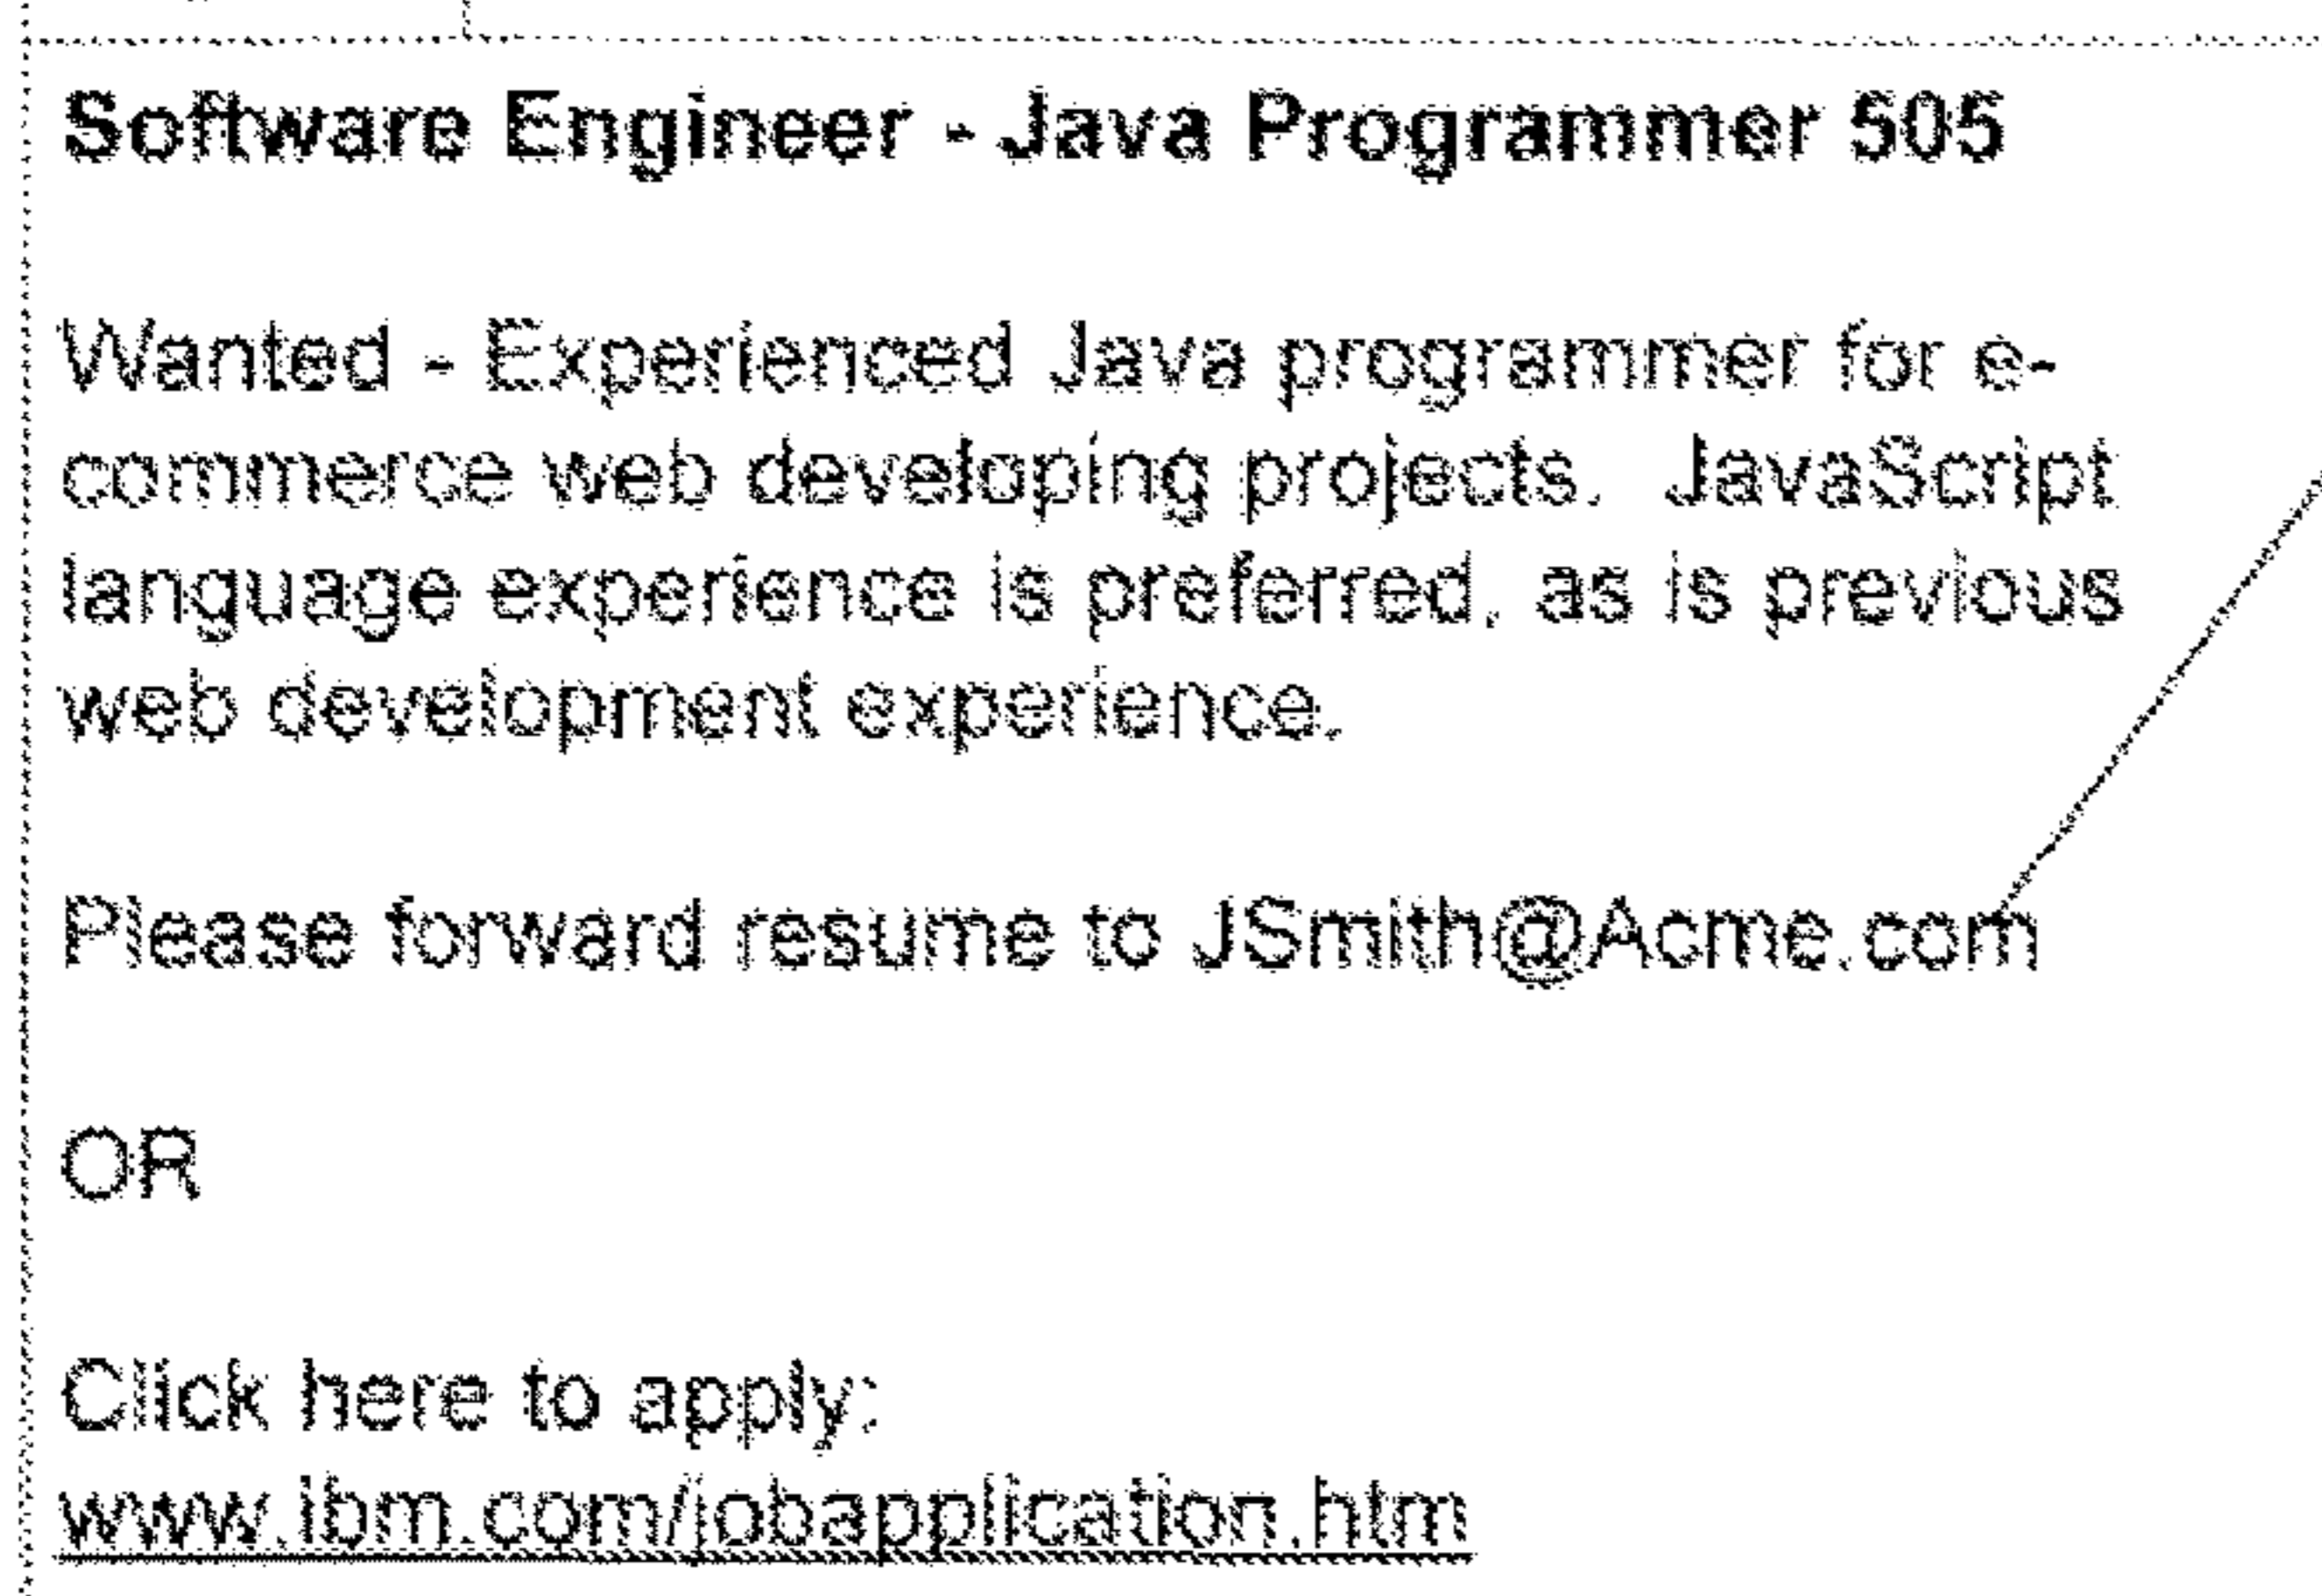 Software Engineer - Java Programmer 505
Wanted - Experienced Java programmer for e-
commerce web developing projects.  JavaScript
language experience is preferred, as is previous
web development experience.
Please forward resume to JSmith@Acme.com
OR
Click here to apply:
www.ibm.com/jobapplication.htm